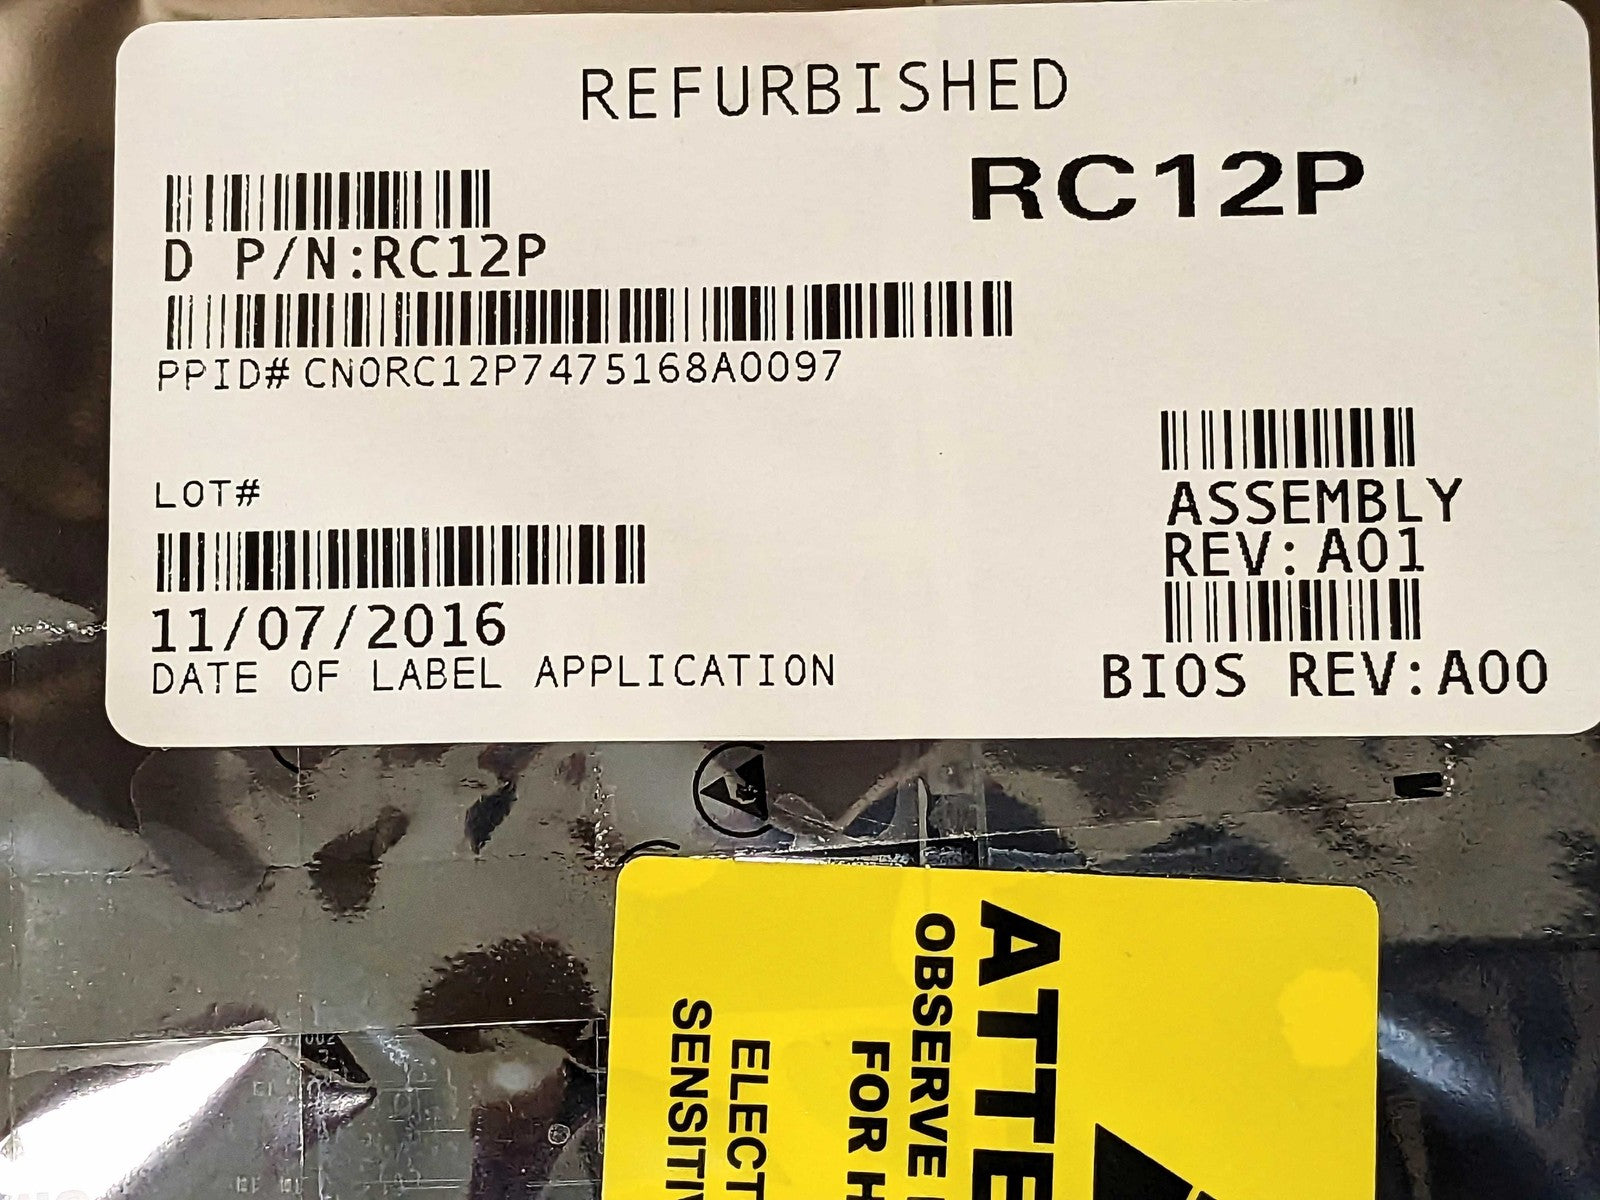 REFURBISHED
RC12P
D P/N:RC12P
PPID# CN0RC12P7475168A0097
LOT#
11/07/2016
DATE OF LABEL APPLICATION
ASSEMBLY
REV: A01
BIOS REV:A00
ATTE
OBSERVE
FOR H
ELECT
SENSITIV